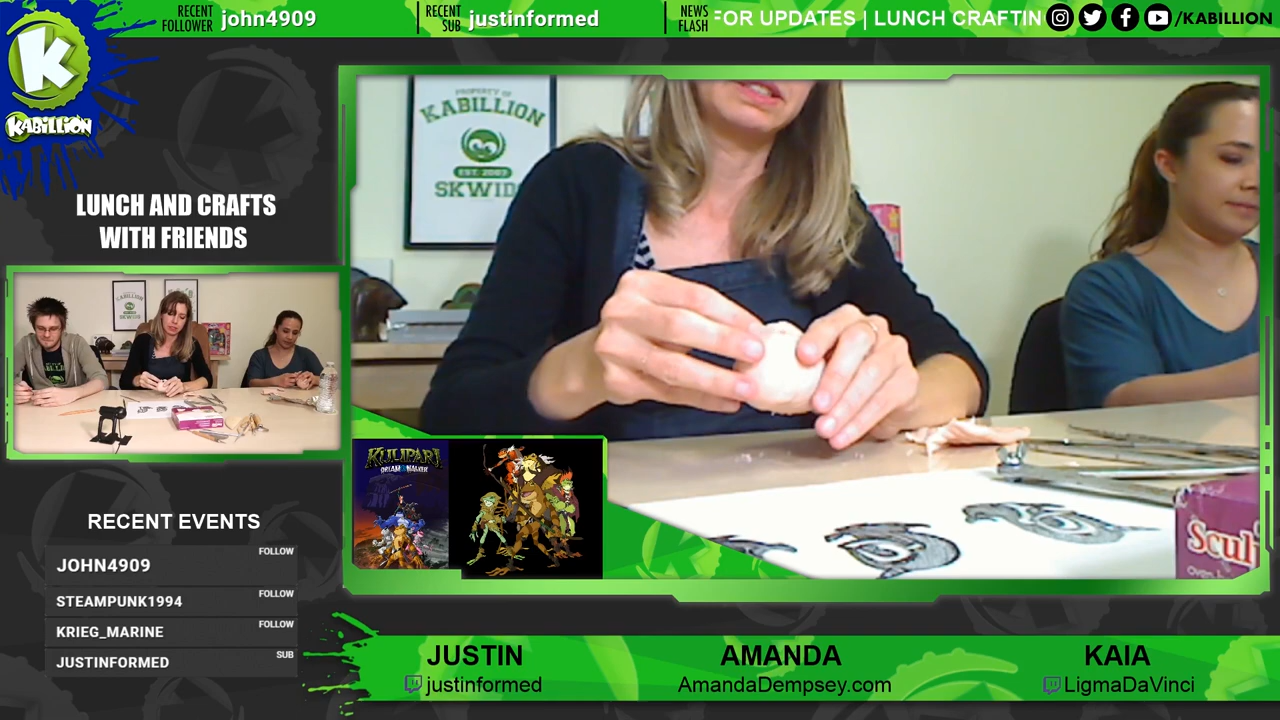 RECENT
FOLLOWER
john4909
RECENT
SUB
justinformed
NEWS
FLASH
FOR UPDATES | LUNCH CRAFTIN
/KABILLION
K
KABILLION
LUNCH AND CRAFTS
WITH FRIENDS
PROPERTY OF
KABILLION
EST. 2007
SKWID
KABILLION
SKWID
KULIPARI
DREAM WALKER
Scul
RECENT EVENTS
JOHN4909 FOLLOW
STEAMPUNK1994 FOLLOW
KRIEG_MARINE FOLLOW
JUSTINFORMED SUB
JUSTIN
justinformed
AMANDA
AmandaDempsey.com
KAIA
LigmaDaVinci